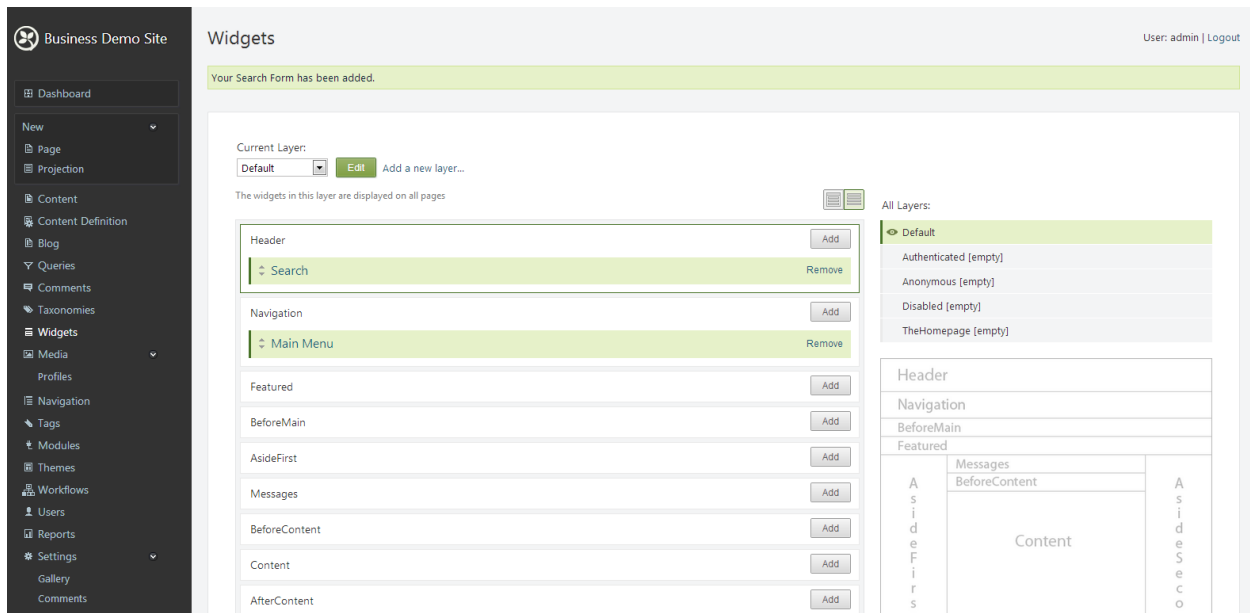 Business Demo Site
Dashboard
New
Page
Projection
Content
Content Definition
Blog
Queries
Comments
Taxonomies
Widgets
Media
Profiles
Navigation
Tags
Modules
Themes
Workflows
Users
Reports
Settings
Gallery
Comments
Widgets
User: admin | Logout
Your Search Form has been added.
Current Layer:
Default
Edit
Add a new layer...
The widgets in this layer are displayed on all pages
Header
Add
Search
Remove
Navigation
Add
Main Menu
Remove
Featured
Add
BeforeMain
Add
AsideFirst
Add
Messages
Add
BeforeContent
Add
Content
Add
AfterContent
Add
All Layers:
Default
Authenticated [empty]
Anonymous [empty]
Disabled [empty]
TheHomepage [empty]
Header
Navigation
BeforeMain
Featured
AsideFirs
Messages
BeforeContent
Content
AsideSeco